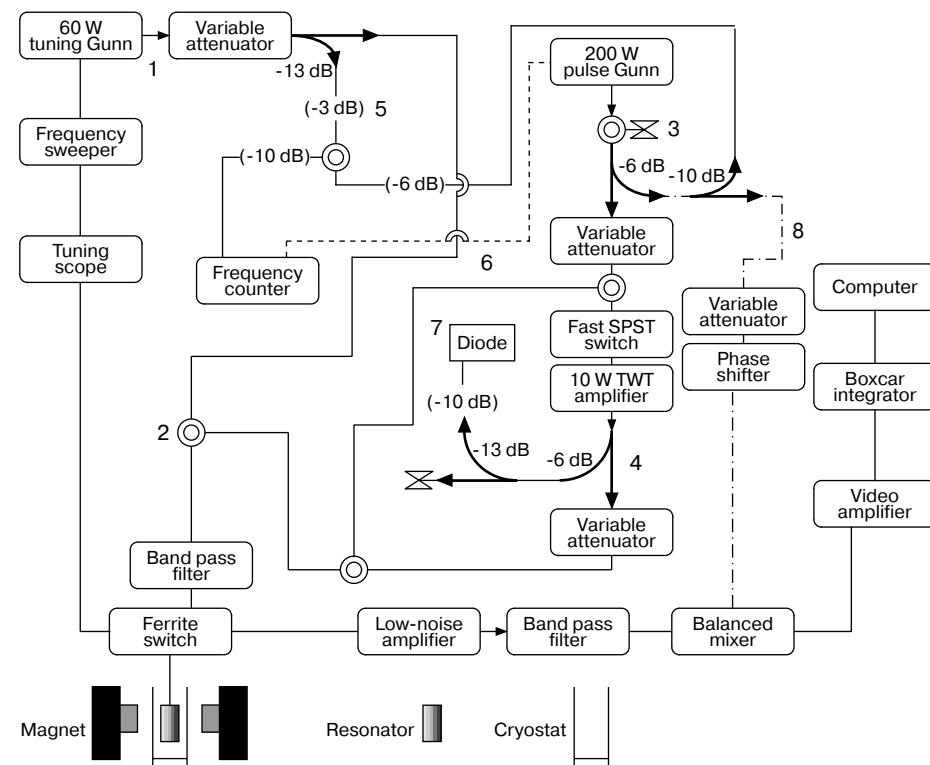 60 W
tuning Gunn
1
Variable
attenuator
-13 dB
(-3 dB)
5
(-10 dB)
(-6 dB)
200 W
pulse Gunn
3
-6 dB
-10 dB
Frequency
sweeper
Tuning
scope
Frequency
counter
6
Variable
attenuator
8
Variable
attenuator
Phase
shifter
Computer
Boxcar
integrator
Video
amplifier
7
Diode
(-10 dB)
-13 dB
Fast SPST
switch
10 W TWT
amplifier
-6 dB
4
Variable
attenuator
2
Band pass
filter
Ferrite
switch
Low-noise
amplifier
Band pass
filter
Balanced
mixer
Magnet
Resonator
Cryostat